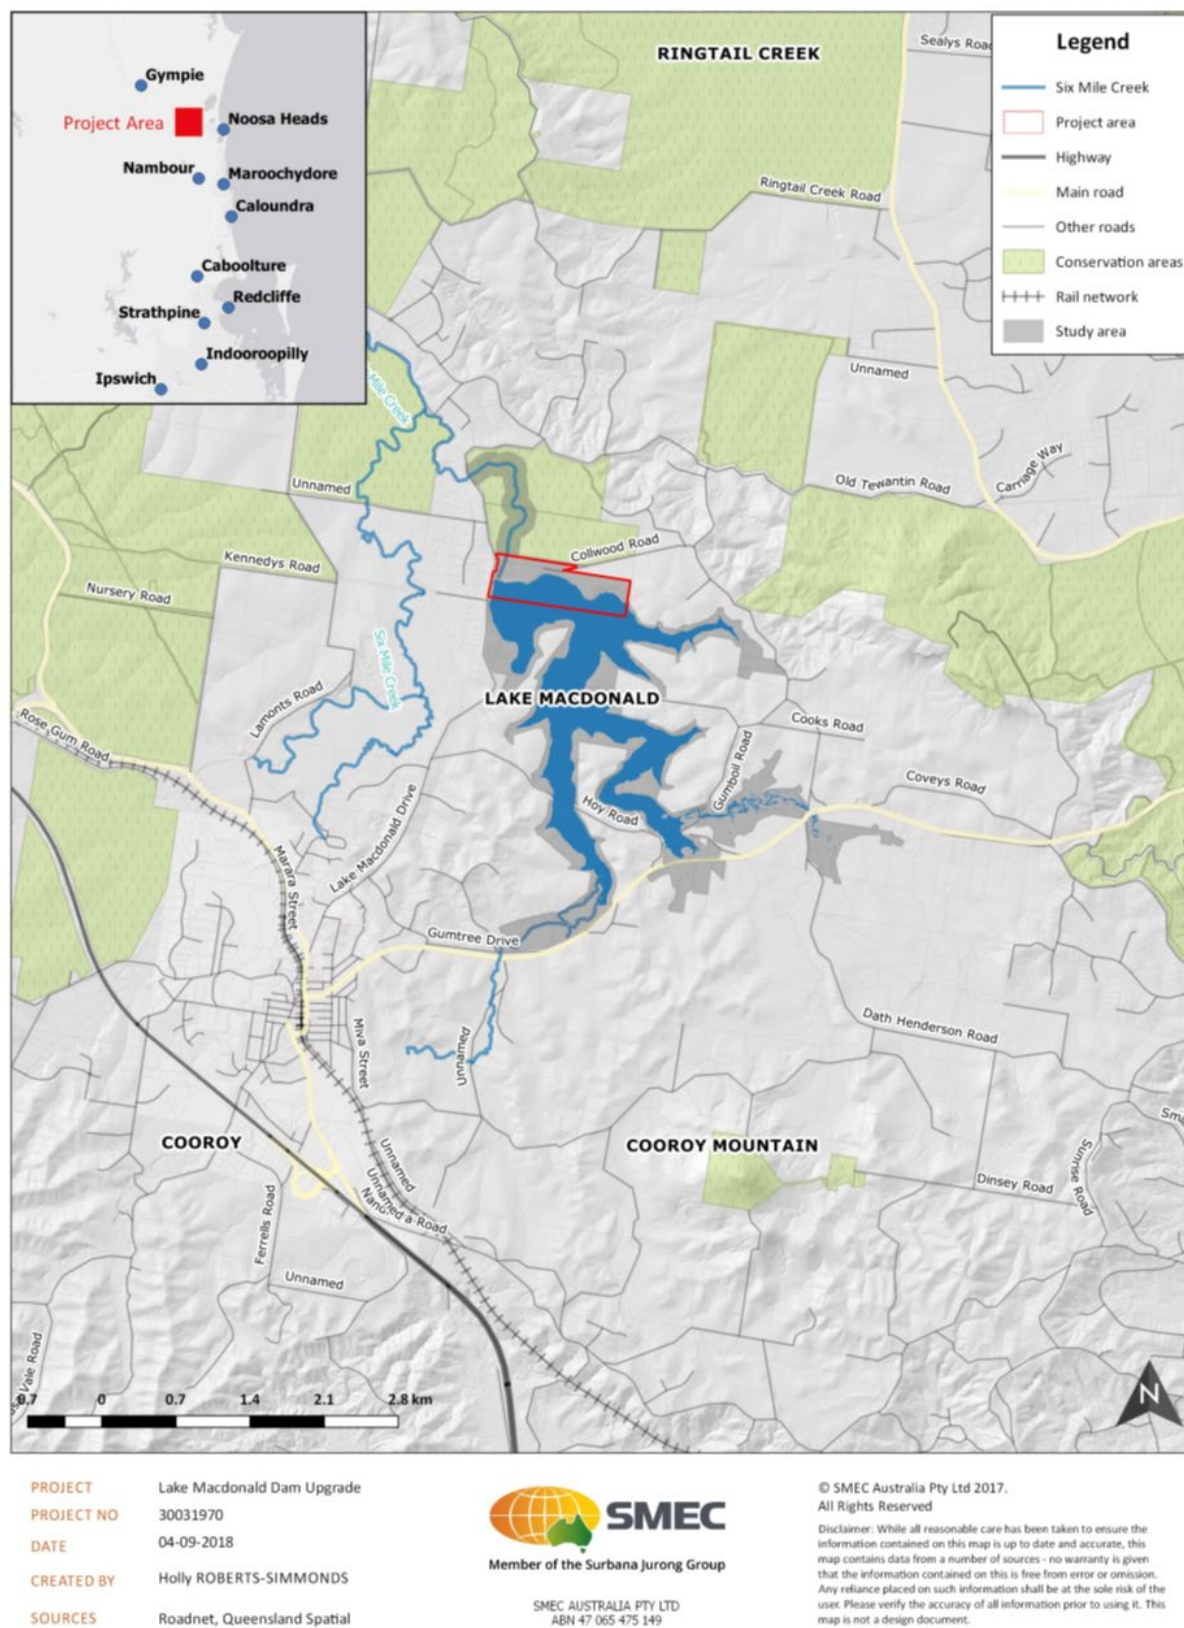 Gympie
Project Area
Noosa Heads
Nambour
Maroochydore
Caloundra
Caboolture
Redcliffe
Strathpine
Indooroopilly
Ipswich
RINGTAIL CREEK
Sealys Road
Legend
Six Mile Creek
Project area
Highway
Main road
Other roads
Conservation areas
Rail network
Study area
Ringtail Creek Road
Unnamed
Mile Creek
Unnamed
Old Tewantin Road
Carriage Way
Collwood Road
Kennedys Road
Nursery Road
Six Mile Creek
Lamonts Road
LAKE MACDONALD
Rose Gum Road
Cooks Road
Gumboil Road
Coveys Road
Hoy Road
Lake Macdonald Drive
Marara Street
Gumtree Drive
Miva Street
Unnamed
Dath Henderson Road
COOROY
COOROY MOUNTAIN
Unnamed
Unnamed
a Road
Ferrells Road
Unnamed
Dinsey Road
Sunrise Road
Vale Road
0.7 0 0.7 1.4 2.1 2.8 km
N
PROJECT Lake Macdonald Dam Upgrade
PROJECT NO 30031970
DATE 04-09-2018
CREATED BY Holly ROBERTS-SIMMONDS
SOURCES Roadnet, Queensland Spatial
SMEC
Member of the Surbana Jurong Group
SMEC AUSTRALIA PTY LTD
ABN 47 065 475 149
© SMEC Australia Pty Ltd 2017.
All Rights Reserved
Disclaimer: While all reasonable care has been taken to ensure the
information contained on this map is up to date and accurate, this
map contains data from a number of sources - no warranty is given
that the information contained on this is free from error or omission.
Any reliance placed on such information shall be at the sole risk of the
user. Please verify the accuracy of all information prior to using it. This
map is not a design document.